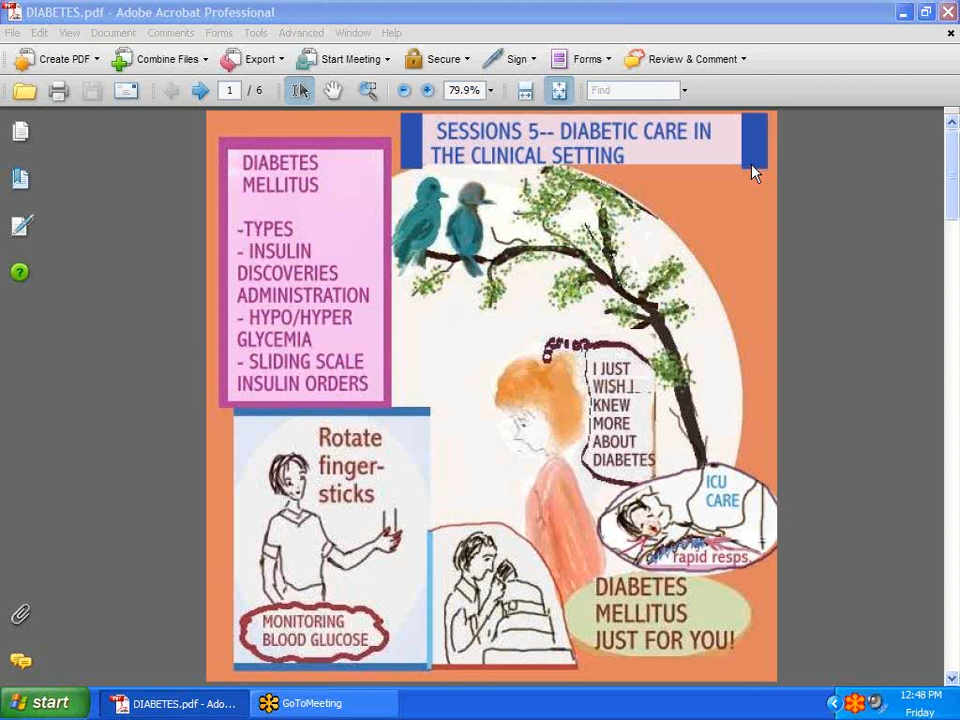 DIABETES.pdf - Adobe Acrobat Professional
File Edit View Document Comments Forms Tools Advanced Window Help
Create PDF Combine Files Export Start Meeting Secure Sign Forms Review & Comment
1 / 6 79.9% Find
SESSIONS 5-- DIABETIC CARE IN
THE CLINICAL SETTING
DIABETES
MELLITUS
-TYPES
- INSULIN
DISCOVERIES
ADMINISTRATION
- HYPO/HYPER
GLYCEMIA
- SLIDING SCALE
INSULIN ORDERS
I JUST
WISH I
KNEW
MORE
ABOUT
DIABETES
Rotate
finger-
sticks
ICU
CARE
rapid resps.
MONITORING
BLOOD GLUCOSE
DIABETES
MELLITUS
JUST FOR YOU!
start DIABETES.pdf - Ado... GoToMeeting 12:48 PM
Friday